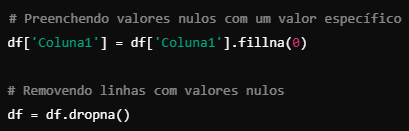 # Preenchendo valores nulos com um valor específico
df['Coluna1'] = df['Coluna1'].fillna(0)
# Removendo linhas com valores nulos
df = df.dropna()